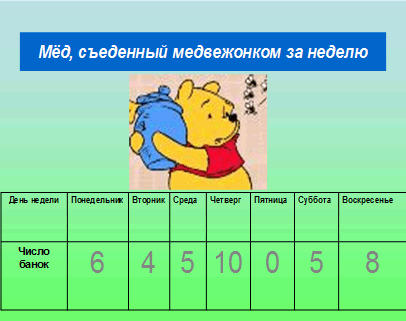 Мёд, съеденный медвежонком за неделю
День недели Понедельник Вторник Среда Четверг Пятница Суббота Воскресенье
Число
банок 6 4 5 10 0 5 8